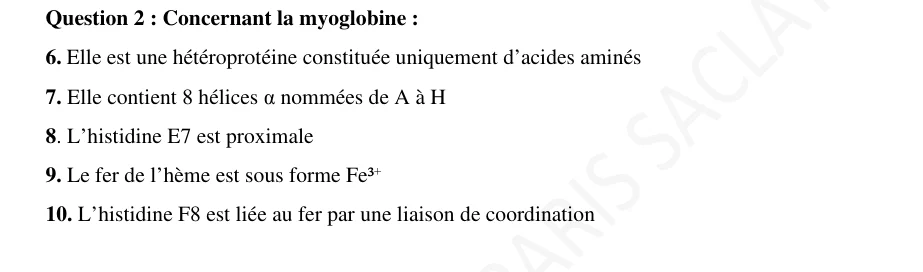 Question 2 : Concernant la myoglobine :
6. Elle est une hétéroprotéine constituée uniquement d’acides aminés
7. Elle contient 8 hélices α nommées de A à H
8. L’histidine E7 est proximale
9. Le fer de l’hème est sous forme Fe³⁺
10. L’histidine F8 est liée au fer par une liaison de coordination
PARIS SACLAY